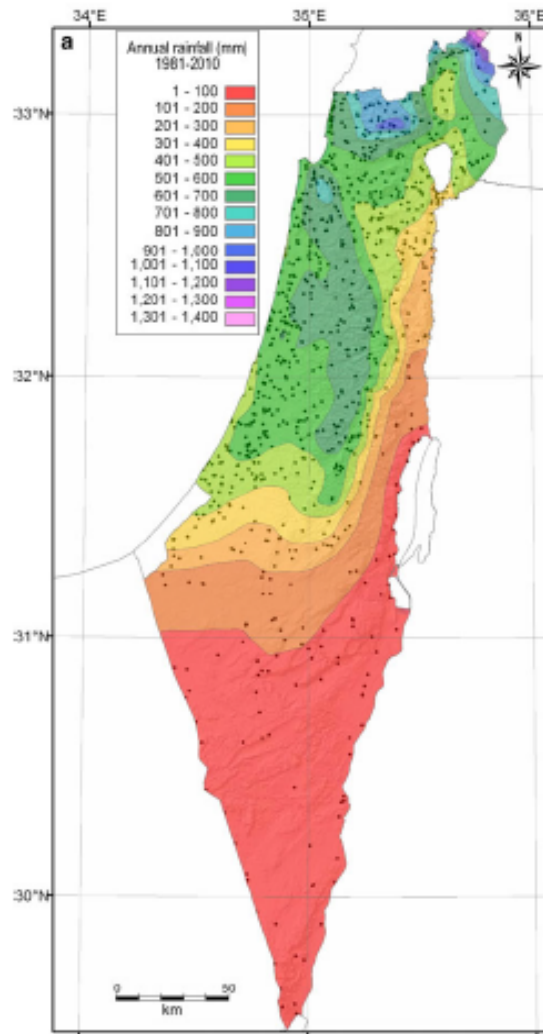 34°E 35°E 36°E
a
N
Annual rainfall (mm)
1981-2010
1 - 100
101 - 200
201 - 300
301 - 400
401 - 500
501 - 600
601 - 700
701 - 800
801 - 900
901 - 1,000
1,001 - 1,100
1,101 - 1,200
1,201 - 1,300
1,301 - 1,400
33°N
32°N
31°N
30°N
0 50
km